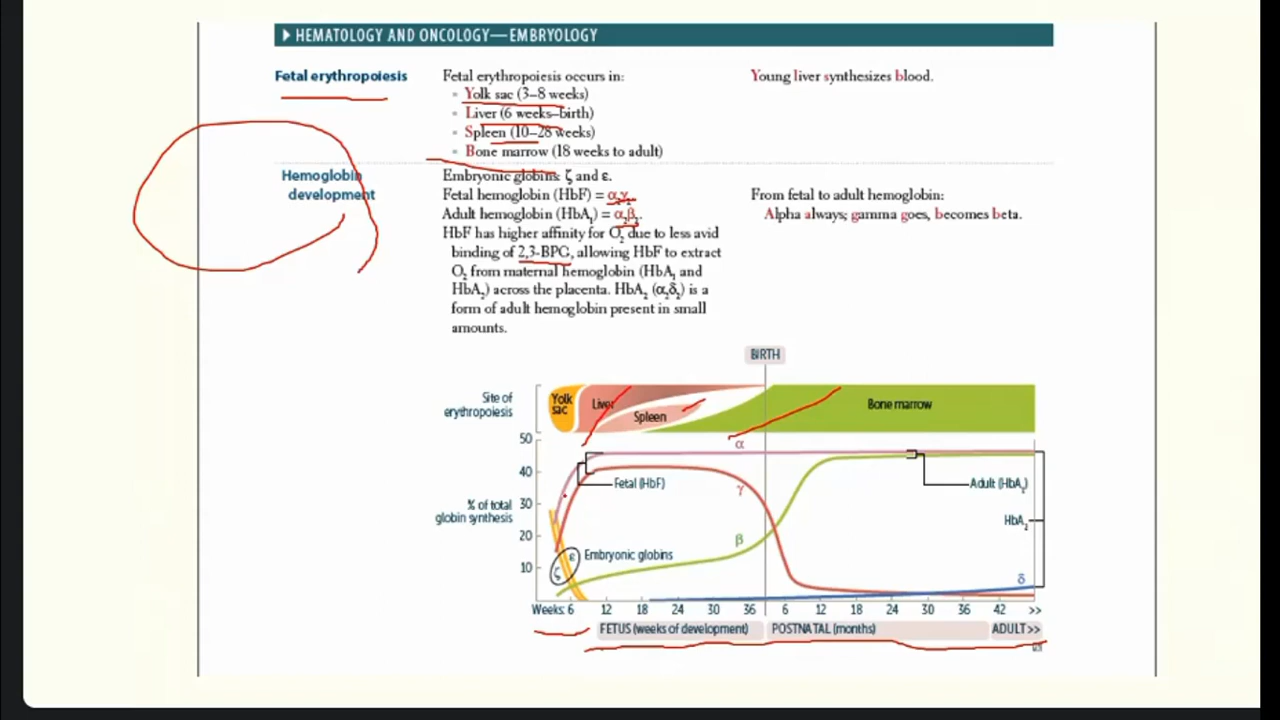 ▶ HEMATOLOGY AND ONCOLOGY—EMBRYOLOGY
Fetal erythropoiesis
Fetal erythropoiesis occurs in:
▪ Yolk sac (3–8 weeks)
▪ Liver (6 weeks–birth)
▪ Spleen (10–28 weeks)
▪ Bone marrow (18 weeks to adult)
Young liver synthesizes blood.
Hemoglobin
development
Embryonic globins: ζ and ε.
Fetal hemoglobin (HbF) = α₂γ₂.
Adult hemoglobin (HbA₁) = α₂β₂.
HbF has higher affinity for O₂ due to less avid
binding of 2,3-BPG, allowing HbF to extract
O₂ from maternal hemoglobin (HbA₁ and
HbA₂) across the placenta. HbA₂ (α₂δ₂) is a
form of adult hemoglobin present in small
amounts.
From fetal to adult hemoglobin:
Alpha always; gamma goes, becomes beta.
BIRTH
Site of
erythropoiesis
Yolk
sac
Liver
Spleen
Bone marrow
% of total
globin synthesis
50
40
30
20
10
α
Fetal (HbF)
γ
β
Embryonic globins
ε
ζ
Adult (HbA₁)
HbA₂
δ
Weeks: 6 12 18 24 30 36 6 12 18 24 30 36 42 >>
FETUS (weeks of development) POSTNATAL (months) ADULT >>